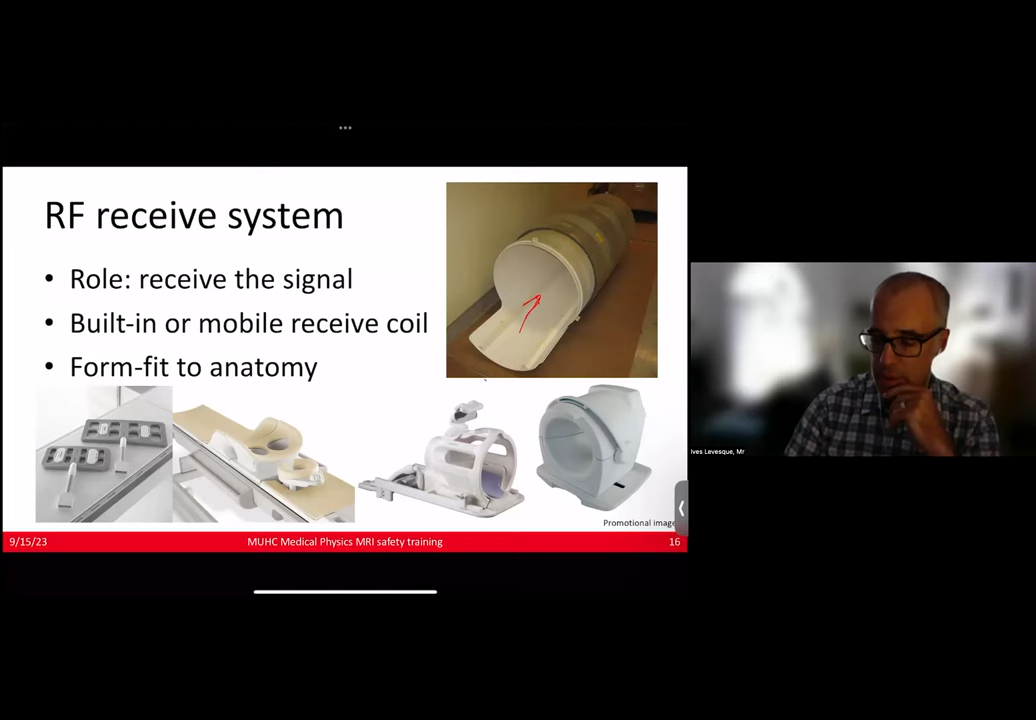 RF receive system
• Role: receive the signal
• Built-in or mobile receive coil
• Form-fit to anatomy
Ives Levesque, Mr
Promotional image
9/15/23
MUHC Medical Physics MRI safety training
16